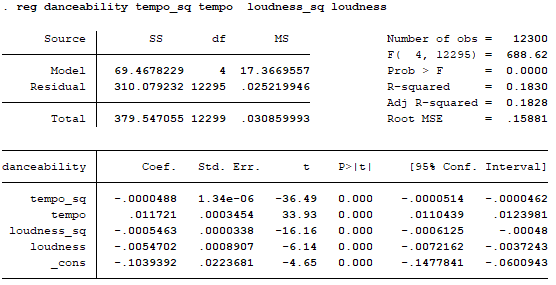 . reg danceability tempo_sq tempo  loudness_sq loudness
Source | SS df MS Number of obs = 12300
F( 4, 12295) = 688.62
Model | 69.4678229 4 17.3669557 Prob > F = 0.0000
Residual | 310.079232 12295 .025219946 R-squared = 0.1830
Adj R-squared = 0.1828
Total | 379.547055 12299 .030859993 Root MSE = .15881
danceability | Coef. Std. Err. t P>|t| [95% Conf. Interval]
tempo_sq | -.0000488 1.34e-06 -36.49 0.000 -.0000514 -.0000462
tempo | .011721 .0003454 33.93 0.000 .0110439 .0123981
loudness_sq | -.0005463 .0000338 -16.16 0.000 -.0006125 -.00048
loudness | -.0054702 .0008907 -6.14 0.000 -.0072162 -.0037243
_cons | -.1039392 .0223681 -4.65 0.000 -.1477841 -.0600943